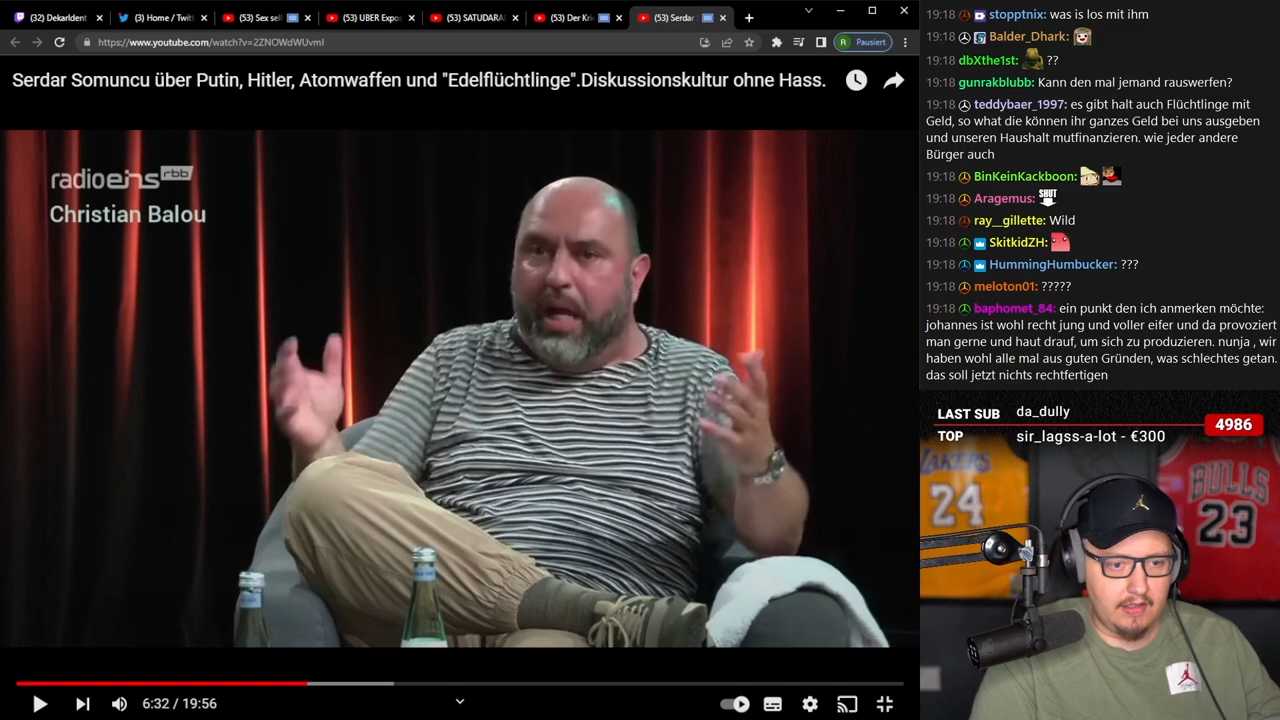 (32) DekarIdent
(3) Home / Twitt
(53) Sex sel
(53) UBER Expo
(53) SATUDARA
(53) Der Kri
(53) Serdar
https://www.youtube.com/watch?v=2ZNOWdWUvmI
Pausiert
Serdar Somuncu über Putin, Hitler, Atomwaffen und "Edelflüchtlinge".Diskussionskultur ohne Hass.
radioeins rbb
Christian Balou
6:32 / 19:56
19:18 stopptnix: was is los mit ihm
19:18 Balder_Dhark:
dbXthe1st: ??
19:18 gunrakblubb: Kann den mal jemand rauswerfen?
19:18 teddybaer_1997: es gibt halt auch Flüchtlinge mit
Geld, so what die können ihr ganzes Geld bei uns ausgeben
und unseren Haushalt mutfinanzieren. wie jeder andere
Bürger auch
19:18 BinKeinKackboon:
19:18 Aragemus: SHUT
19:18 ray__gillette: Wild
19:18 SkitkidZH:
19:18 HummingHumbucker: ???
19:18 meloton01: ?????
19:18 baphomet_84: ein punkt den ich anmerken möchte:
johannes ist wohl recht jung und voller eifer und da provoziert
man gerne und haut drauf, um sich zu produzieren. nunja , wir
haben wohl alle mal aus guten Gründen, was schlechtes getan.
das soll jetzt nichts rechtfertigen
LAST SUB da_dully
4986
TOP sir_lagss-a-lot - €300
LAKERS
24
BULLS
23